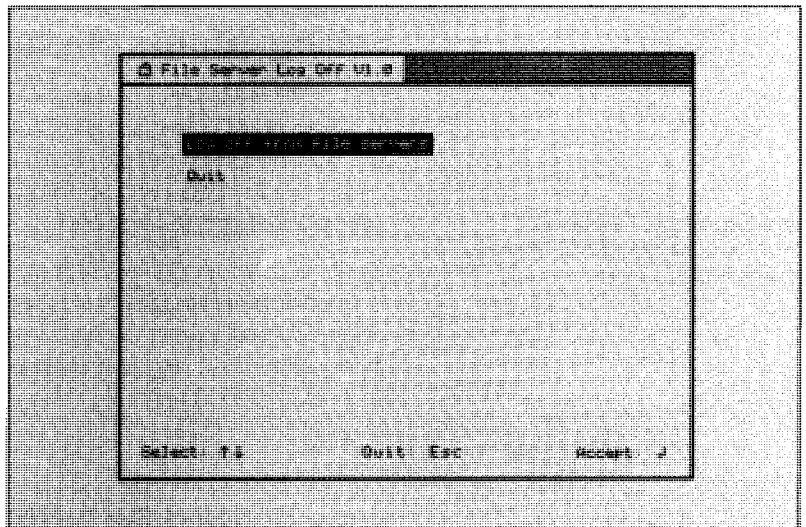 File Server Log Off V1.0
Log off from file servers
Quit
Select: ↑↓ Quit: Esc Accept: ↵